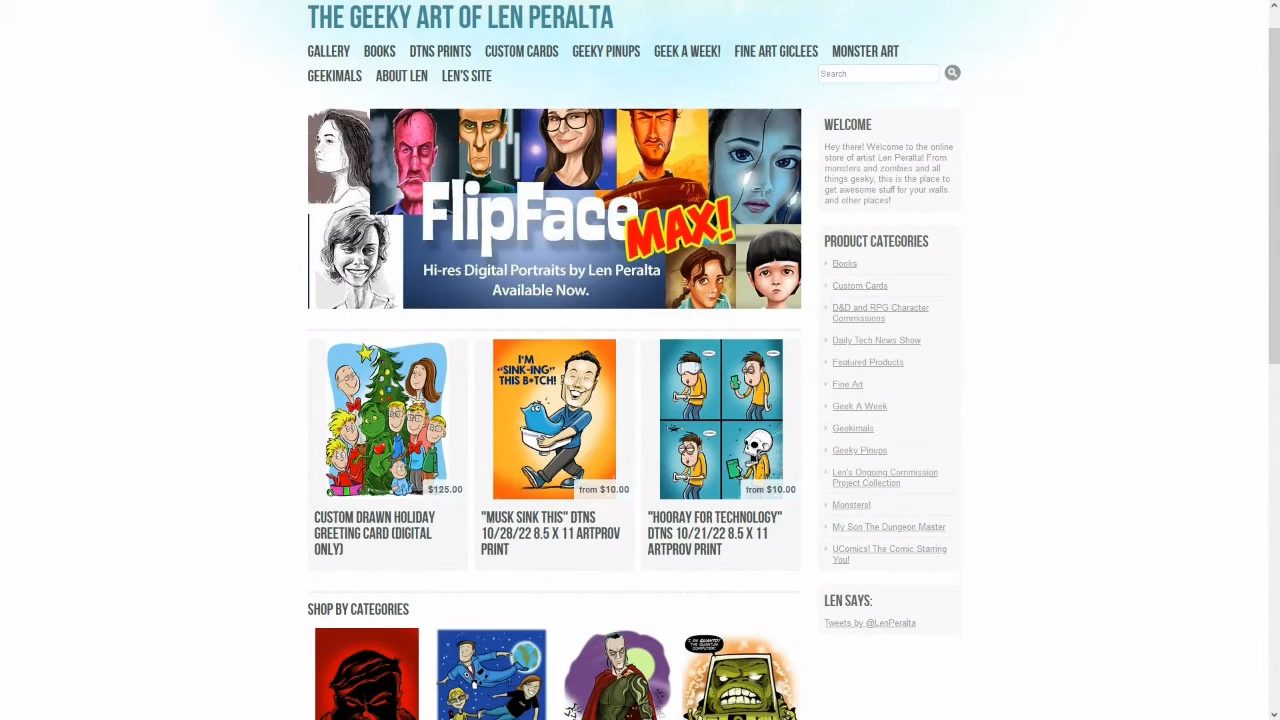 THE GEEKY ART OF LEN PERALTA
GALLERY BOOKS DTNS PRINTS CUSTOM CARDS GEEKY PINUPS GEEK A WEEK! FINE ART GICLEES MONSTER ART
GEEKIMALS ABOUT LEN LEN'S SITE
Search
FlipFace
MAX!
Hi-res Digital Portraits by Len Peralta
Available Now.
I'M
"SINK-ING"
THIS B*TCH!
$125.00
from $10.00
from $10.00
CUSTOM DRAWN HOLIDAY
GREETING CARD (DIGITAL
ONLY)
"MUSK SINK THIS" DTNS
10/28/22 8.5 X 11 ARTPROV
PRINT
"HOORAY FOR TECHNOLOGY"
DTNS 10/21/22 8.5 X 11
ARTPROV PRINT
SHOP BY CATEGORIES
I AM QUANTO!
THE QUANTUM
COMPUTER!
WELCOME
Hey there! Welcome to the online
store of artist Len Peralta! From
monsters and zombies and all
things geeky, this is the place to
get awesome stuff for your walls
and other places!
PRODUCT CATEGORIES
Books
Custom Cards
D&D and RPG Character
Commissions
Daily Tech News Show
Featured Products
Fine Art
Geek A Week
Geekimals
Geeky Pinups
Len's Ongoing Commission
Project Collection
Monsters!
My Son The Dungeon Master
UComics! The Comic Starring
You!
LEN SAYS:
Tweets by @LenPeralta